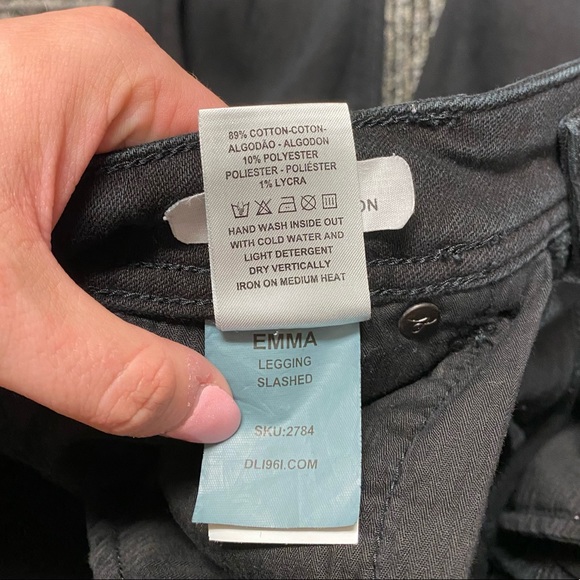 89% COTTON-COTON-
ALGODÃO - ALGODON
10% POLYESTER
POLIESTER - POLIÉSTER
1% LYCRA
HAND WASH INSIDE OUT
WITH COLD WATER AND
LIGHT DETERGENT
DRY VERTICALLY
IRON ON MEDIUM HEAT
ON
EMMA
LEGGING
SLASHED
SKU:2784
DLI96I.COM